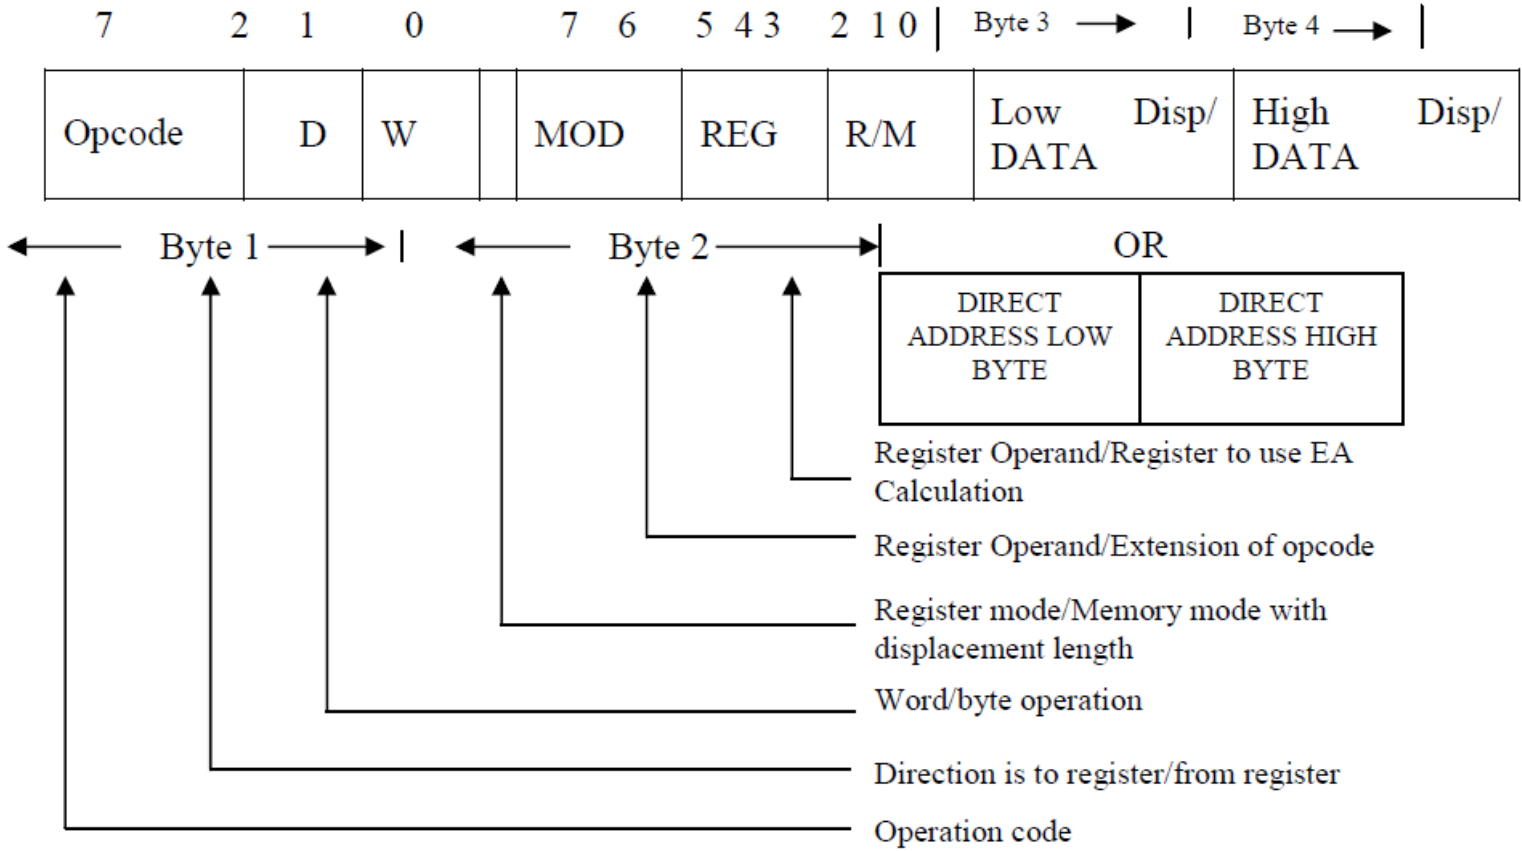 7 2 1 0 7 6 5 4 3 2 1 0 Byte 3 Byte 4
Opcode D W MOD REG R/M Low Disp/ DATA High Disp/ DATA
Byte 1 Byte 2 OR
DIRECT ADDRESS LOW BYTE DIRECT ADDRESS HIGH BYTE
Register Operand/Register to use EA
Calculation
Register Operand/Extension of opcode
Register mode/Memory mode with
displacement length
Word/byte operation
Direction is to register/from register
Operation code